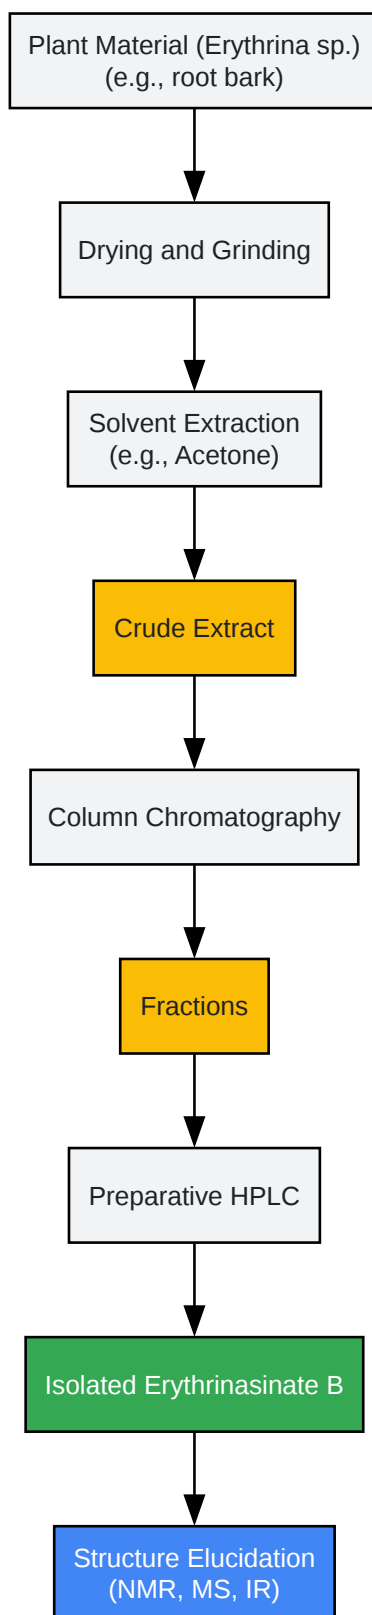 Plant Material (Erythrina sp.)
(e.g., root bark)
Drying and Grinding
Solvent Extraction
(e.g., Acetone)
Crude Extract
Column Chromatography
Fractions
Preparative HPLC
Isolated Erythrinasinate B
Structure Elucidation
(NMR, MS, IR)